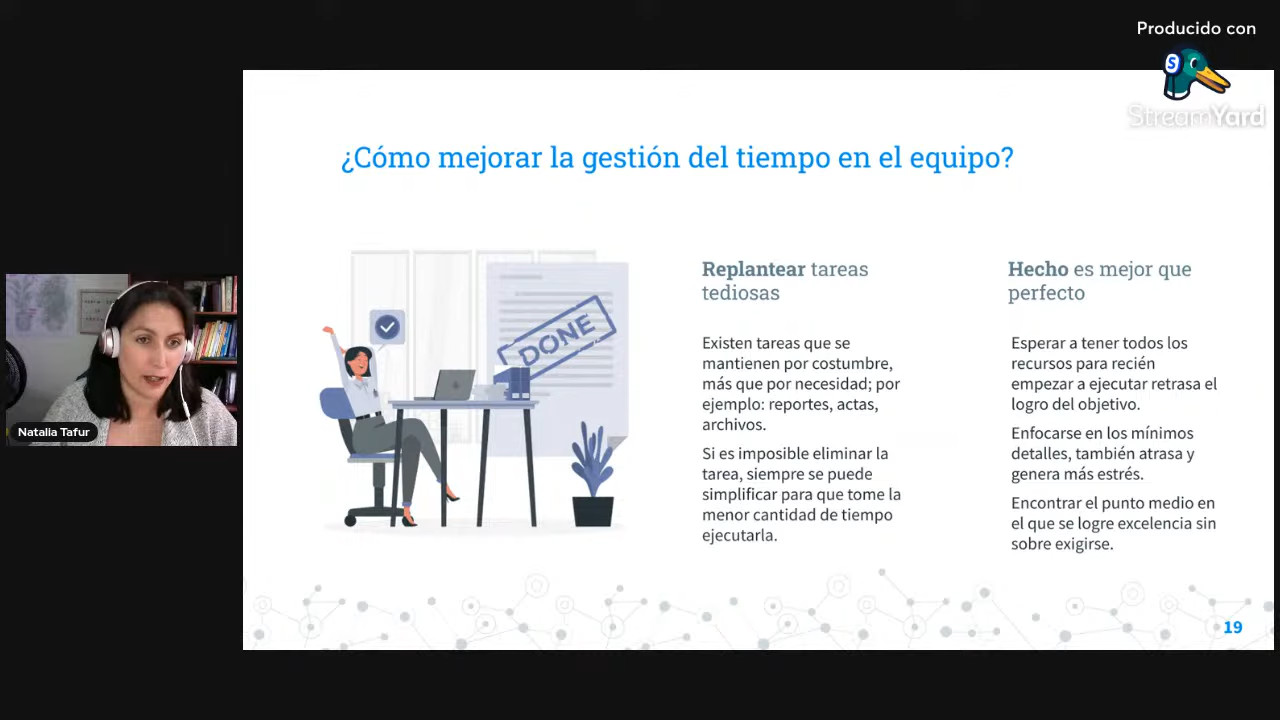 Producido con
StreamYard
¿Cómo mejorar la gestión del tiempo en el equipo?
DONE
Replantear tareas
tediosas
Existen tareas que se
mantienen por costumbre,
más que por necesidad; por
ejemplo: reportes, actas,
archivos.
Si es imposible eliminar la
tarea, siempre se puede
simplificar para que tome la
menor cantidad de tiempo
ejecutarla.
Hecho es mejor que
perfecto
Esperar a tener todos los
recursos para recién
empezar a ejecutar retrasa el
logro del objetivo.
Enfocarse en los mínimos
detalles, también atrasa y
genera más estrés.
Encontrar el punto medio en
el que se logre excelencia sin
sobre exigirse.
Natalia Tafur
19